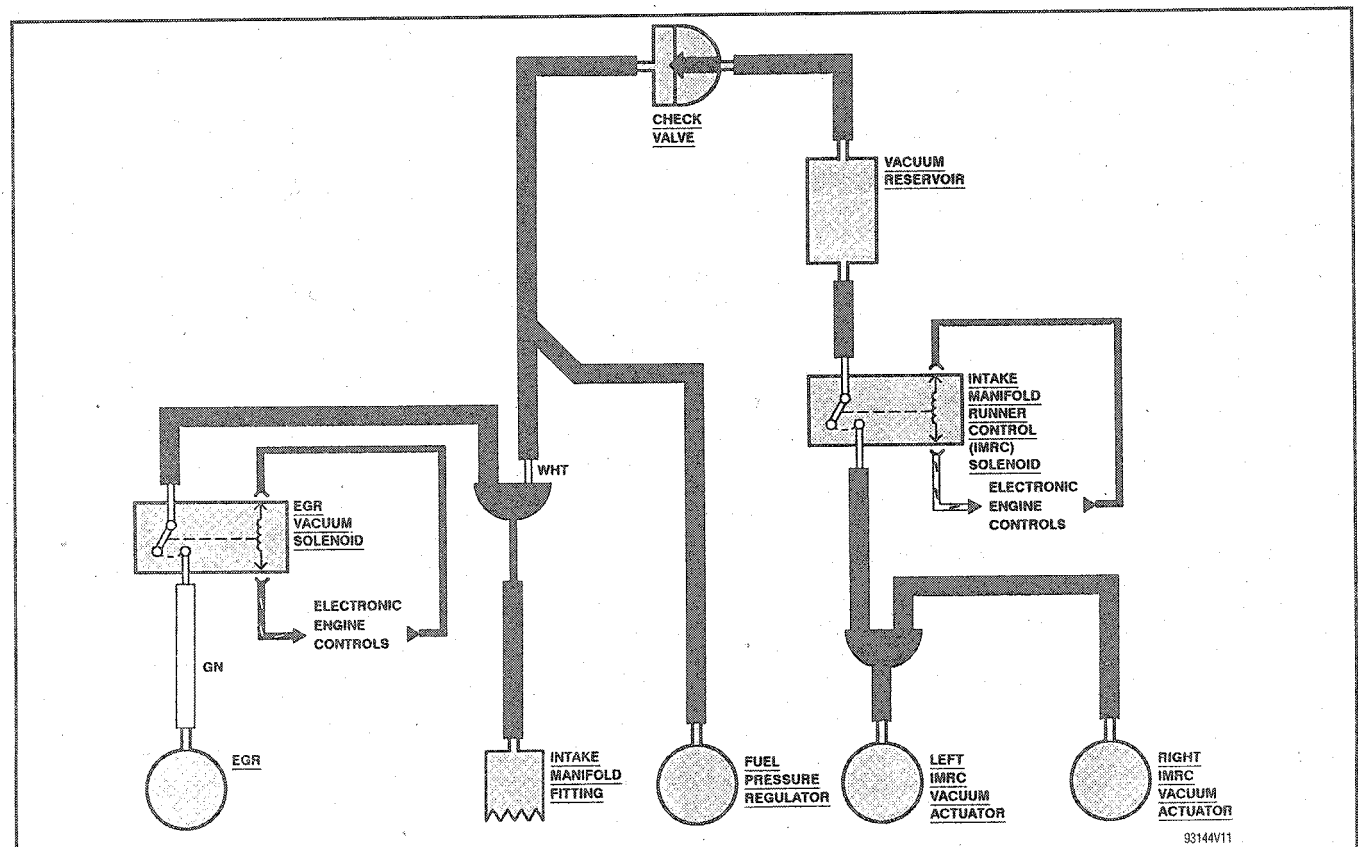 CHECK
VALVE
VACUUM
RESERVOIR
INTAKE
MANIFOLD
RUNNER
CONTROL
(IMRC)
SOLENOID
ELECTRONIC
ENGINE
CONTROLS
WHT
EGR
VACUUM
SOLENOID
ELECTRONIC
ENGINE
CONTROLS
GN
EGR
INTAKE
MANIFOLD
FITTING
FUEL
PRESSURE
REGULATOR
LEFT
IMRC
VACUUM
ACTUATOR
RIGHT
IMRC
VACUUM
ACTUATOR
93144V11